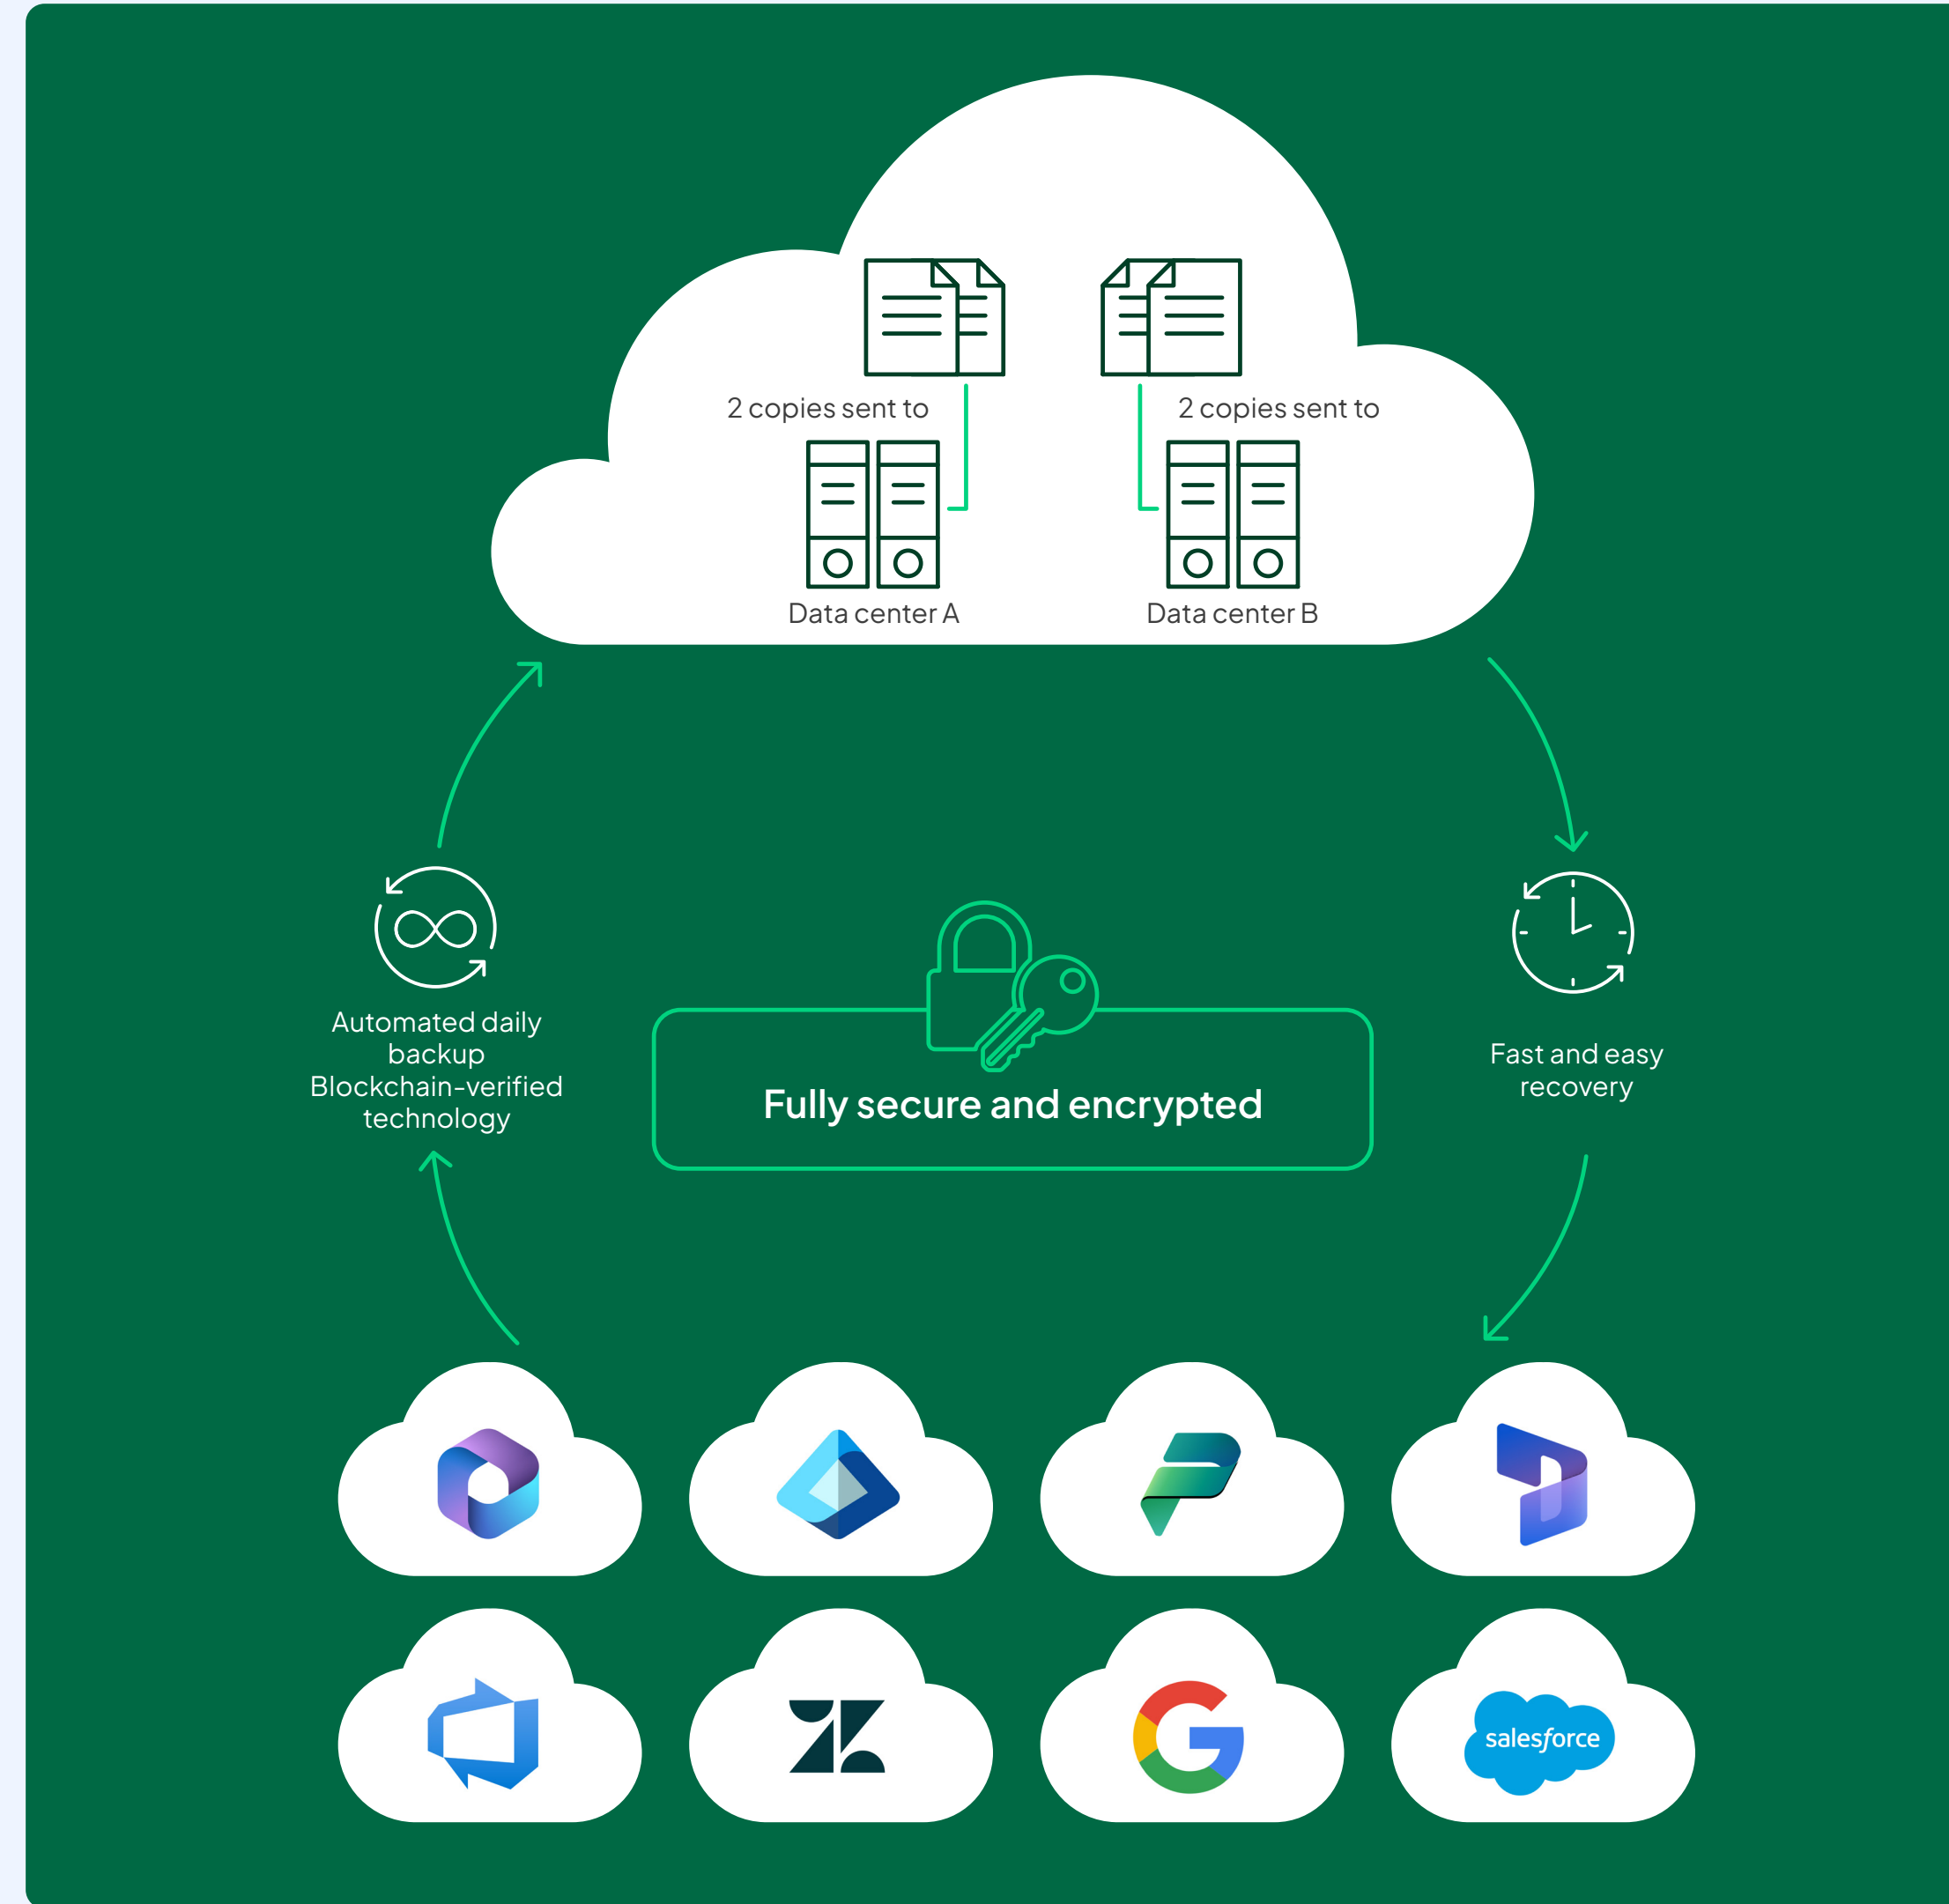 2 copies sent to
2 copies sent to
Data center A
Data center B
Automated daily
backup
Blockchain-verified
technology
Fully secure and encrypted
Fast and easy
recovery
salesforce